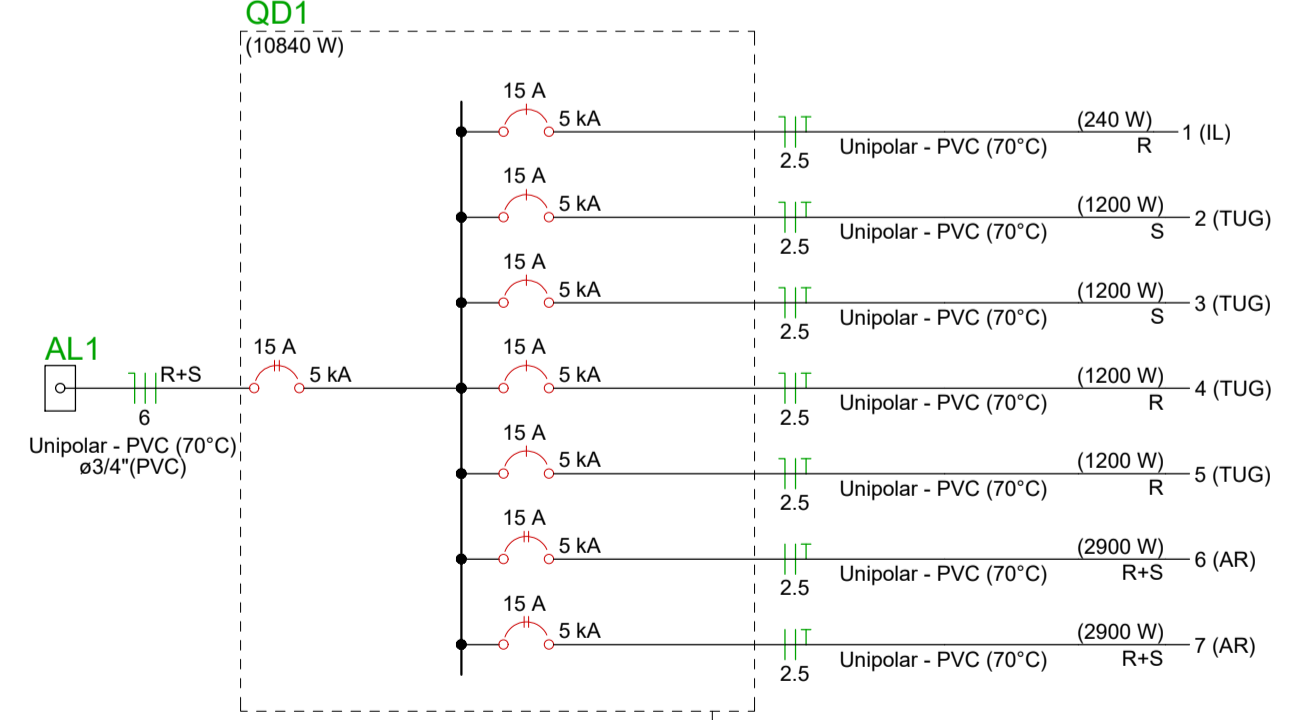 QD1
(10840 W)
15 A
5 kA
2.5
Unipolar - PVC (70°C)
(240 W)
R
1 (IL)
15 A
5 kA
2.5
Unipolar - PVC (70°C)
(1200 W)
S
2 (TUG)
15 A
5 kA
2.5
Unipolar - PVC (70°C)
(1200 W)
S
3 (TUG)
AL1
R+S
6
Unipolar - PVC (70°C)
ø3/4"(PVC)
15 A
5 kA
15 A
5 kA
2.5
Unipolar - PVC (70°C)
(1200 W)
R
4 (TUG)
15 A
5 kA
2.5
Unipolar - PVC (70°C)
(1200 W)
R
5 (TUG)
15 A
5 kA
2.5
Unipolar - PVC (70°C)
(2900 W)
R+S
6 (AR)
15 A
5 kA
2.5
Unipolar - PVC (70°C)
(2900 W)
R+S
7 (AR)